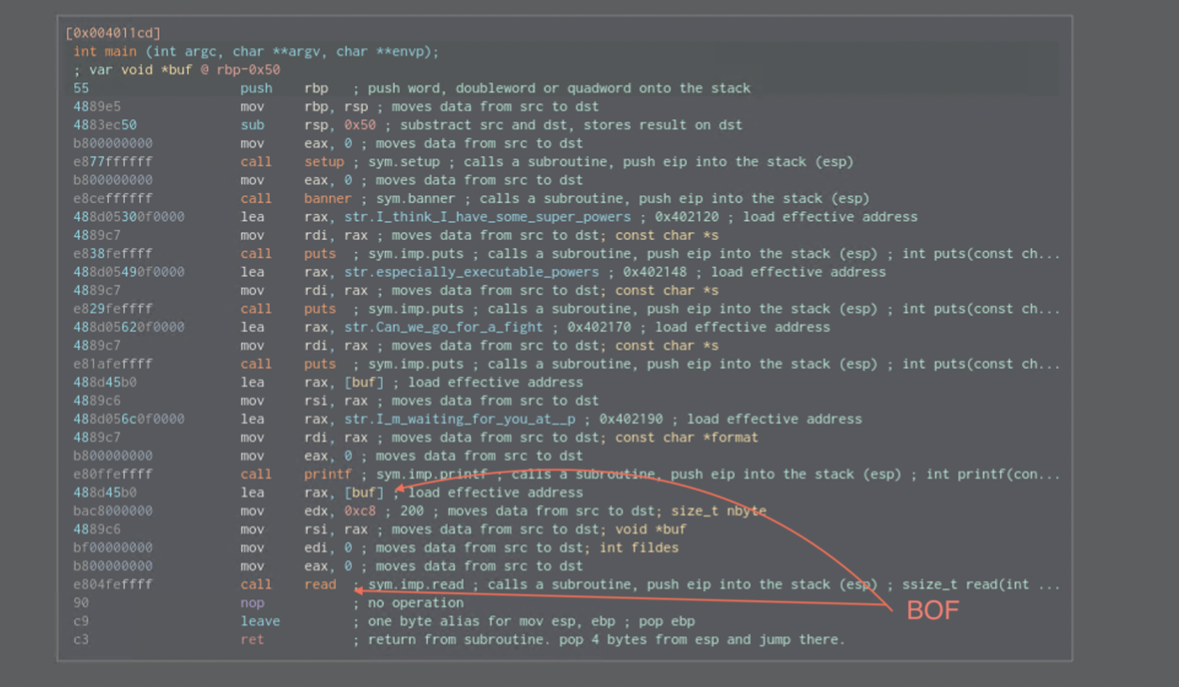 [0x004011cd]
int main (int argc, char **argv, char **envp);
; var void *buf @ rbp-0x50
55 push rbp ; push word, doubleword or quadword onto the stack
4889e5 mov rbp, rsp ; moves data from src to dst
4883ec50 sub rsp, 0x50 ; substract src and dst, stores result on dst
b800000000 mov eax, 0 ; moves data from src to dst
e877ffffff call setup ; sym.setup ; calls a subroutine, push eip into the stack (esp)
b800000000 mov eax, 0 ; moves data from src to dst
e8ceffffff call banner ; sym.banner ; calls a subroutine, push eip into the stack (esp)
488d05300f0000 lea rax, str.I_think_I_have_some_super_powers ; 0x402120 ; load effective address
4889c7 mov rdi, rax ; moves data from src to dst; const char *s
e838feffff call puts ; sym.imp.puts ; calls a subroutine, push eip into the stack (esp) ; int puts(const ch...
488d05490f0000 lea rax, str.especially_executable_powers ; 0x402148 ; load effective address
4889c7 mov rdi, rax ; moves data from src to dst; const char *s
e829feffff call puts ; sym.imp.puts ; calls a subroutine, push eip into the stack (esp) ; int puts(const ch...
488d05620f0000 lea rax, str.Can_we_go_for_a_fight ; 0x402170 ; load effective address
4889c7 mov rdi, rax ; moves data from src to dst; const char *s
e81afeffff call puts ; sym.imp.puts ; calls a subroutine, push eip into the stack (esp) ; int puts(const ch...
488d45b0 lea rax, [buf] ; load effective address
4889c6 mov rsi, rax ; moves data from src to dst
488d056c0f0000 lea rax, str.I_m_waiting_for_you_at__p ; 0x402190 ; load effective address
4889c7 mov rdi, rax ; moves data from src to dst; const char *format
b800000000 mov eax, 0 ; moves data from src to dst
e80ffeffff call printf ; sym.imp.printf ; calls a subroutine, push eip into the stack (esp) ; int printf(con...
488d45b0 lea rax, [buf] ; load effective address
bac8000000 mov edx, 0xc8 ; 200 ; moves data from src to dst; size_t nbyte
4889c6 mov rsi, rax ; moves data from src to dst; void *buf
bf00000000 mov edi, 0 ; moves data from src to dst; int fildes
b800000000 mov eax, 0 ; moves data from src to dst
e804feffff call read ; sym.imp.read ; calls a subroutine, push eip into the stack (esp) ; ssize_t read(int ...
90 nop ; no operation
BOF
c9 leave ; one byte alias for mov esp, ebp ; pop ebp
c3 ret ; return from subroutine. pop 4 bytes from esp and jump there.